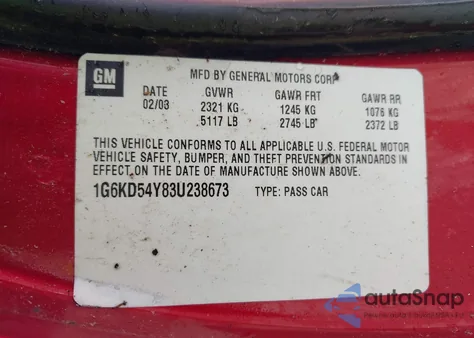 GM
MFD BY GENERAL MOTORS CORP
DATE GVWR GAWR FRT GAWR RR
02/03 2321 KG 1245 KG 1076 KG
5117 LB 2745 LB 2372 LB
THIS VEHICLE CONFORMS TO ALL APPLICABLE U.S. FEDERAL MOTOR
VEHICLE SAFETY, BUMPER, AND THEFT PREVENTION STANDARDS IN
EFFECT ON THE DATE OF MANUFACTURE SHOWN ABOVE.
1G6KD54Y83U238673 TYPE: PASS CAR
autoSnap